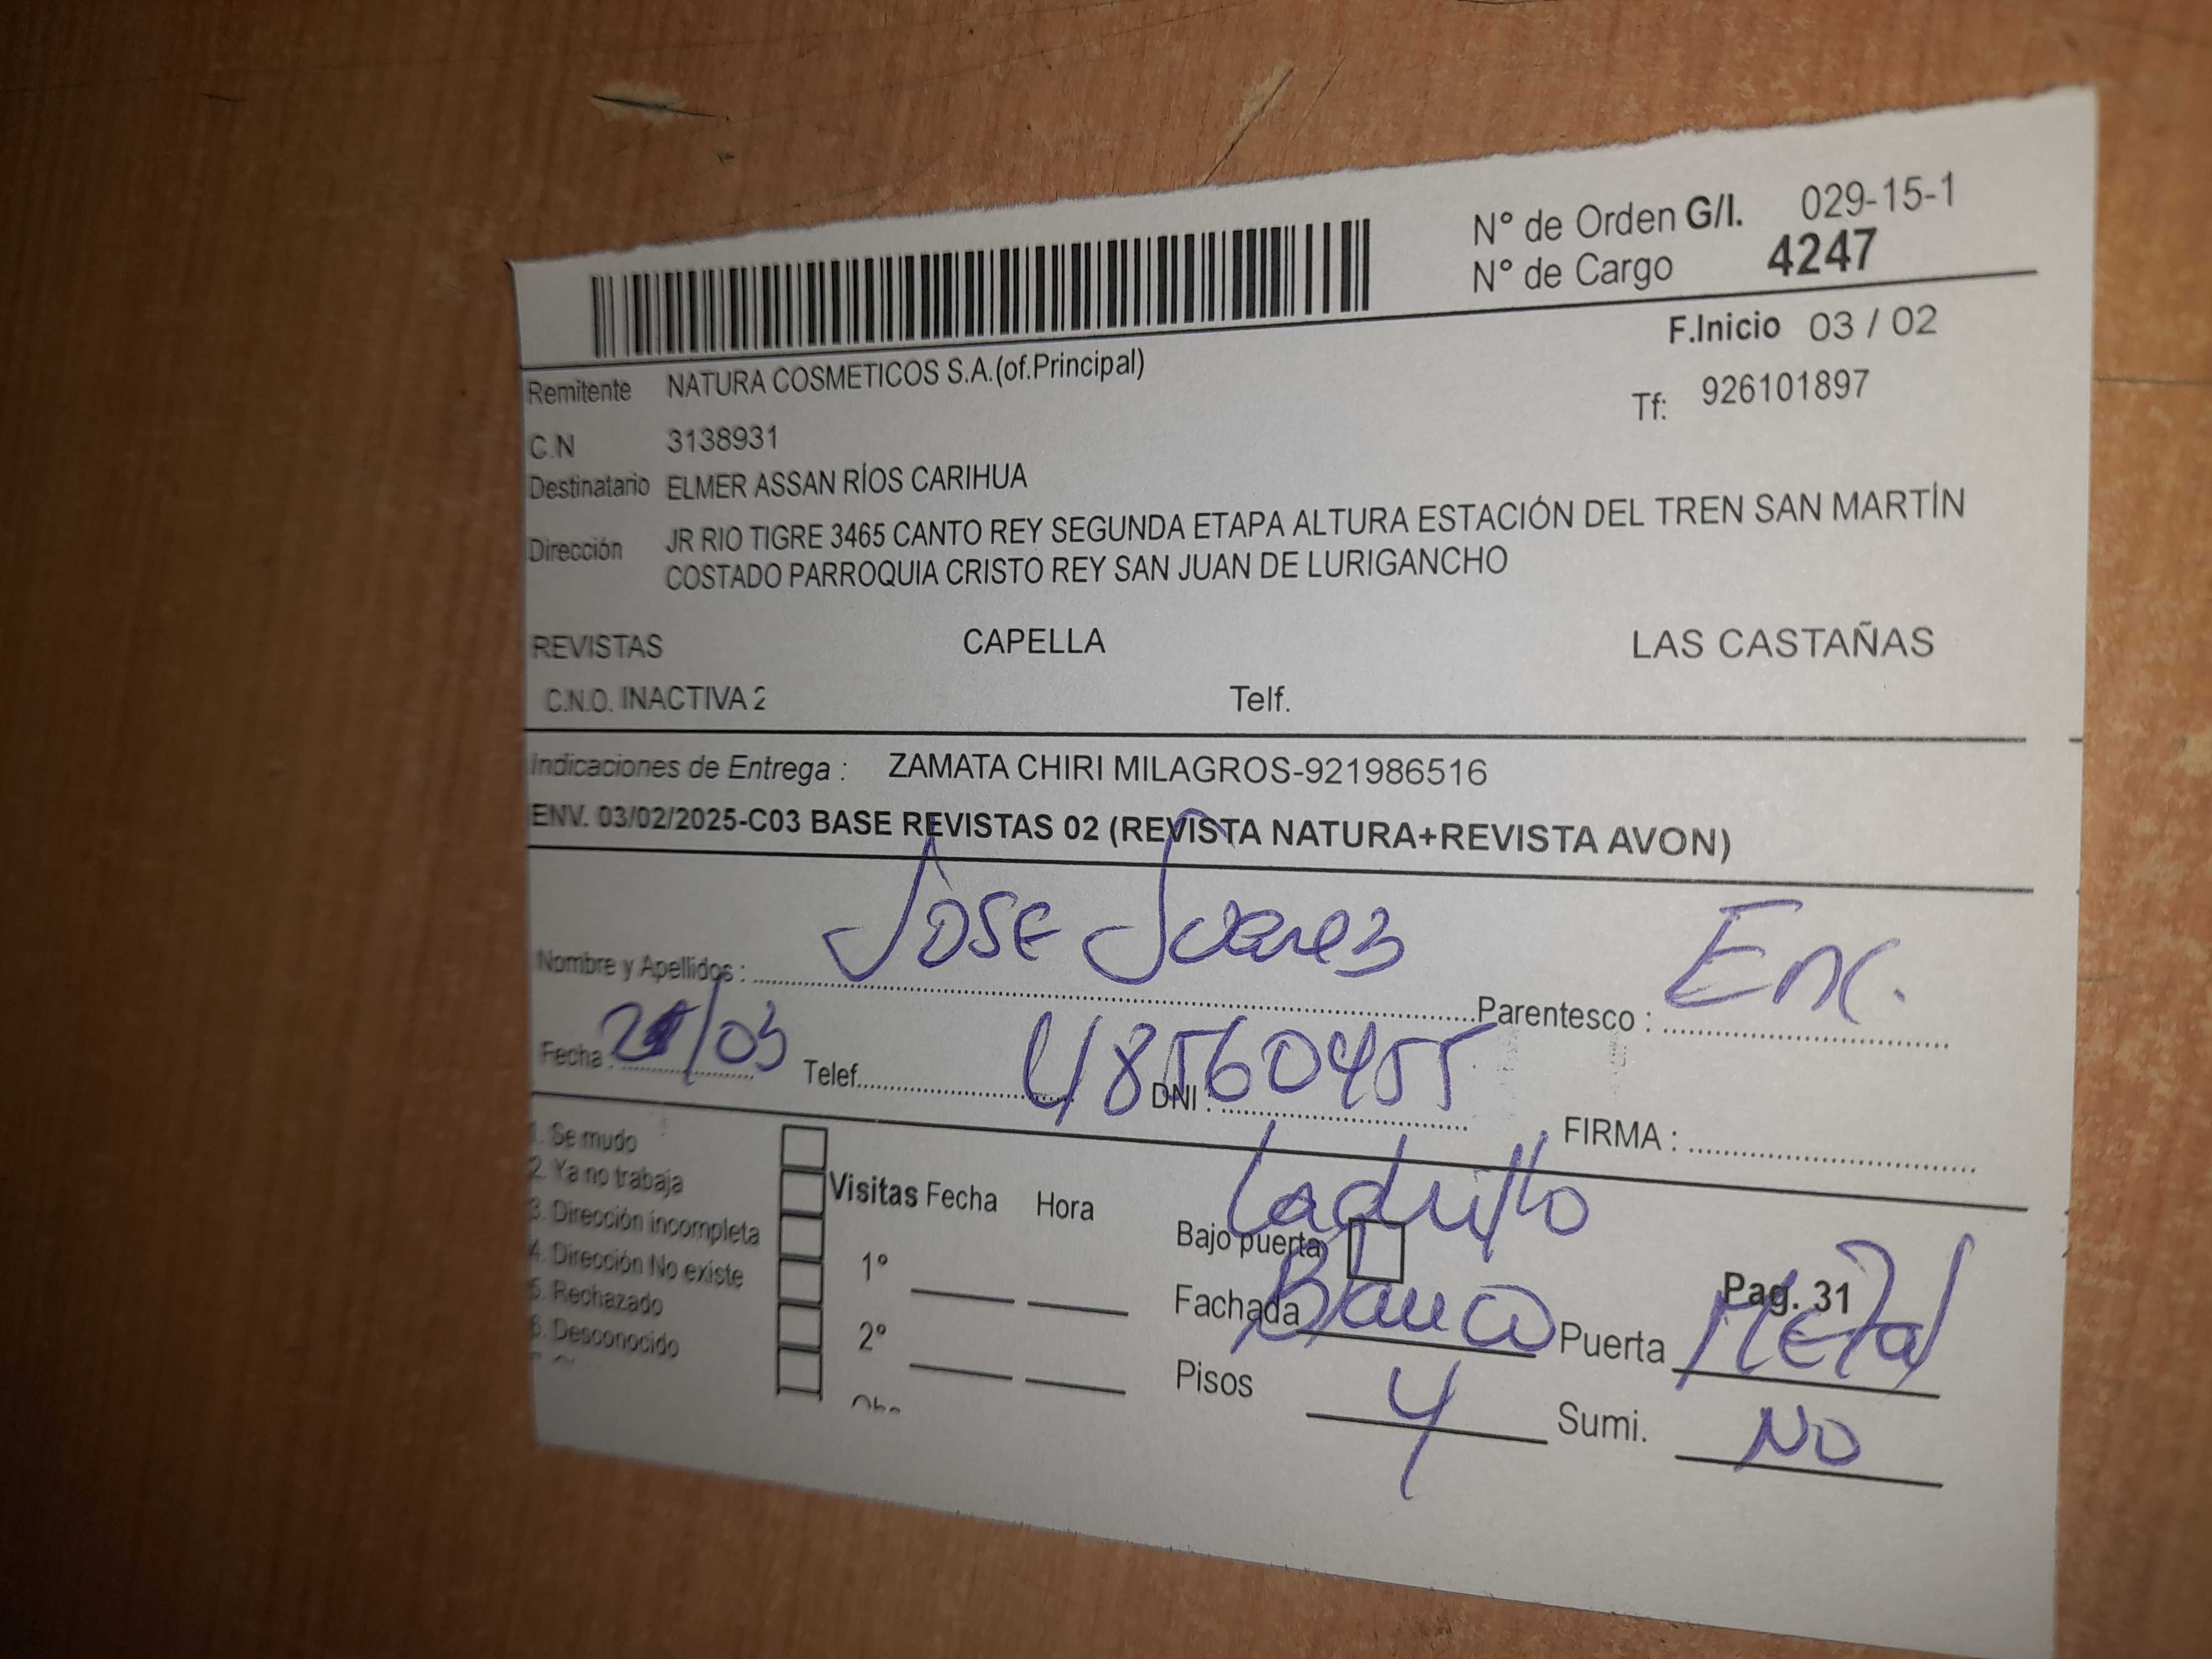 N° de Orden G/I. 029-15-1
N° de Cargo 4247
F.Inicio 03 / 02
Remitente NATURA COSMETICOS S.A.(of.Principal)
Tf: 926101897
C.N 3138931
Destinatario ELMER ASSAN RÍOS CARIHUA
Dirección JR RIO TIGRE 3465 CANTO REY SEGUNDA ETAPA ALTURA ESTACIÓN DEL TREN SAN MARTÍN
COSTADO PARROQUIA CRISTO REY SAN JUAN DE LURIGANCHO
REVISTAS CAPELLA LAS CASTAÑAS
C.N.O. INACTIVA 2 Telf.
Indicaciones de Entrega : ZAMATA CHIRI MILAGROS-921986516
ENV. 03/02/2025-C03 BASE REVISTAS 02 (REVISTA NATURA+REVISTA AVON)
Nombre y Apellidos : JOSE Suarez Parentesco : Enc.
Fecha : /03 Telef. DNI : 48560455 FIRMA :
1. Se mudo
2. Ya no trabaja
3. Dirección incompleta
4. Dirección No existe
5. Rechazado
6. Desconocido
Visitas Fecha Hora
1°
2°
Ladrillo
Bajo puerta
Pag. 31
Fachada Blanco Puerta Metal
Pisos 4 Sumi. NO